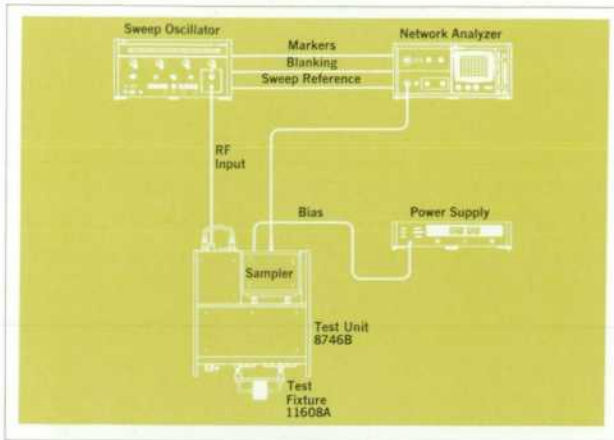 Sweep Oscillator
Network Analyzer
Markers
Blanking
Sweep Reference
RF
Input
Bias
Power Supply
Sampler
Test Unit
8746B
Test
Fixture
11608A